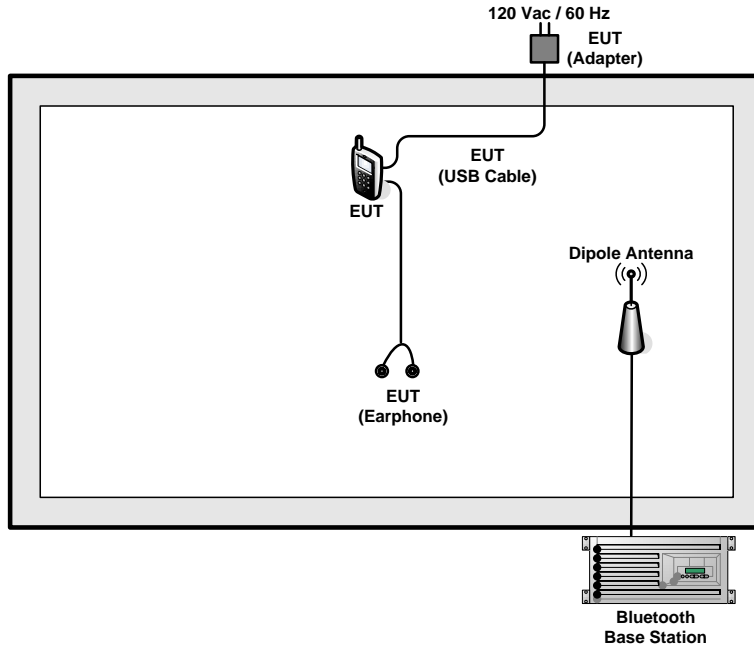 120 Vac / 60 Hz
EUT
(Adapter)
EUT
(USB Cable)
EUT
Dipole Antenna
EUT
(Earphone)
Bluetooth
Base Station